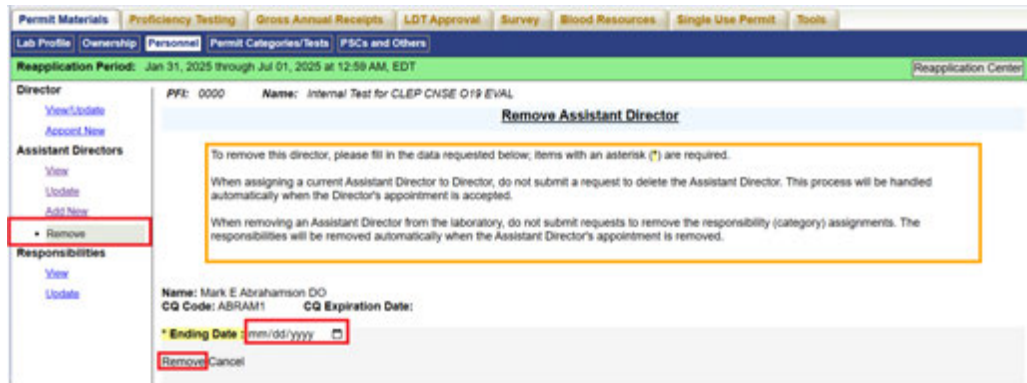 Permit Materials Proficiency Testing Gross Annual Receipts LDT Approval Survey Blood Resources Single Use Permit Tools
Lab Profile Ownership Personnel Permit Categories/Tests PSCs and Others
Reapplication Period: Jan 31, 2025 through Jul 01, 2025 at 12:59 AM, EDT Reapplication Center
Director
View/Update
Appoint New
Assistant Directors
View
Update
Add New
• Remove
Responsibilities
View
Update
PFI: 0000 Name: Internal Test for CLEP CNSE O19 EVAL
Remove Assistant Director
To remove this director, please fill in the data requested below; items with an asterisk (*) are required.
When assigning a current Assistant Director to Director, do not submit a request to delete the Assistant Director. This process will be handled
automatically when the Director's appointment is accepted.
When removing an Assistant Director from the laboratory, do not submit requests to remove the responsibility (category) assignments. The
responsibilities will be removed automatically when the Assistant Director's appointment is removed.
Name: Mark E Abrahamson DO
CQ Code: ABRAM1 CQ Expiration Date:
* Ending Date : mm/dd/yyyy
Remove Cancel